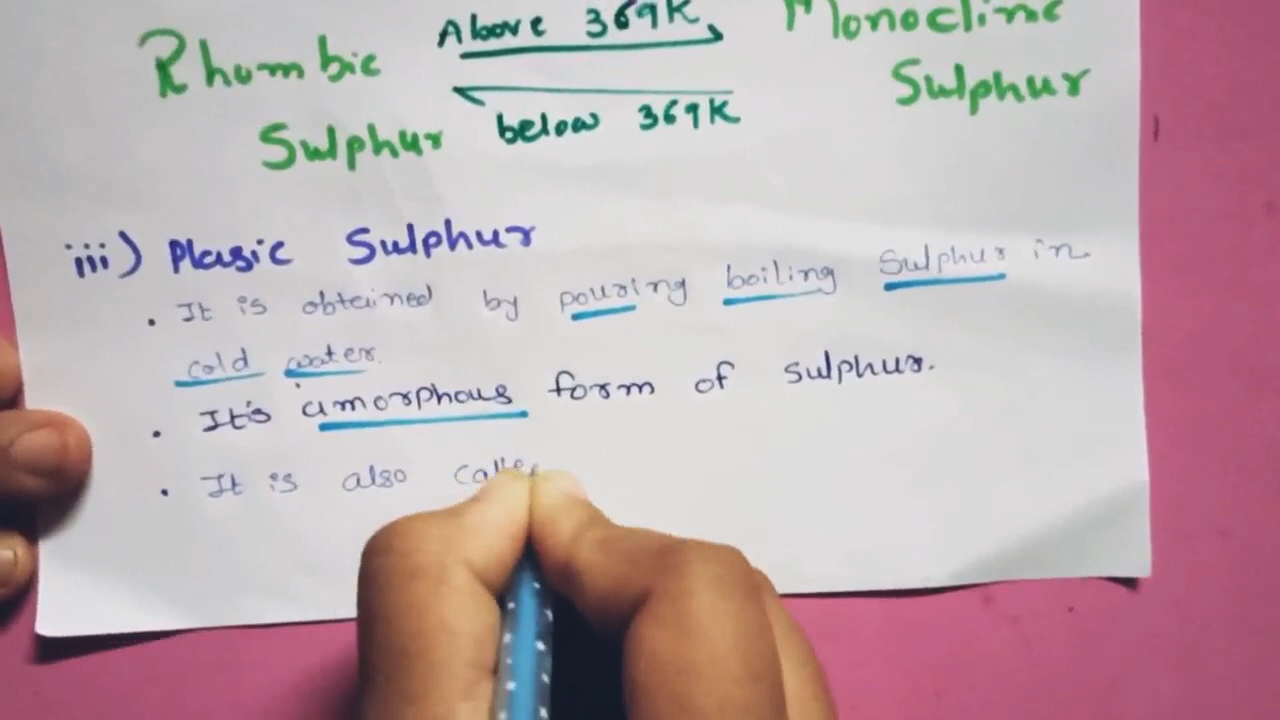 Above 369K
Rhombic Monoclinic
Sulphur below 369K Sulphur
iii) Plasic Sulphur
. It is obtained by pouring boiling Sulphur in
cold water.
. It's amorphous form of sulphur.
. It is also calle